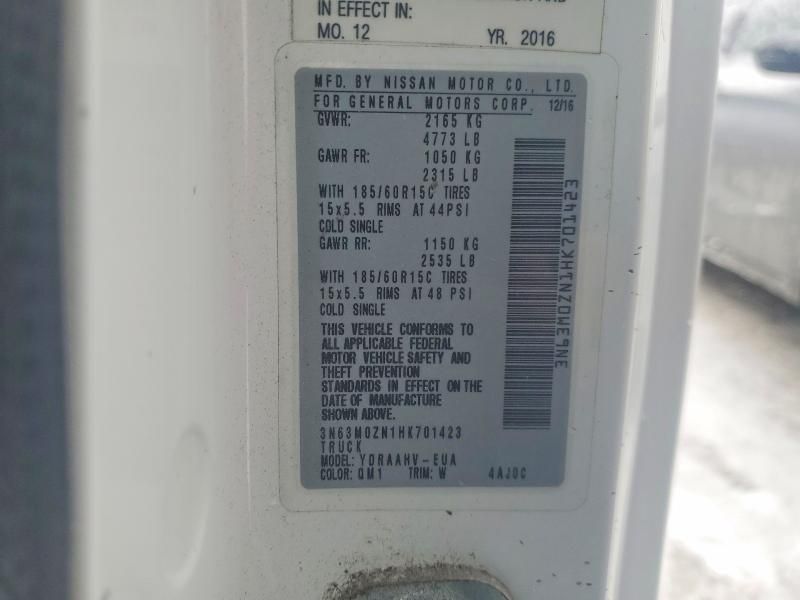 IN EFFECT IN:
MO. 12 YR. 2016
MFD. BY NISSAN MOTOR CO., LTD.
FOR GENERAL MOTORS CORP. 12/16
GVWR: 2165 KG
4773 LB
GAWR FR: 1050 KG
2315 LB
WITH 185/60R15C TIRES
15x5.5 RIMS AT 44PSI
COLD SINGLE
GAWR RR: 1150 KG
2535 LB
WITH 185/60R15C TIRES
15x5.5 RIMS AT 48 PSI
COLD SINGLE
THIS VEHICLE CONFORMS TO
ALL APPLICABLE FEDERAL
MOTOR VEHICLE SAFETY AND
THEFT PREVENTION
STANDARDS IN EFFECT ON THE
DATE OF MANUFACTURE
SHOWN ABOVE.
3N63M0ZN1HK701423
TRUCK
MODEL: YDRAAHV-EUA
COLOR: QM1 TRIM: W 4AJ0C
3N63M0ZN1HK701423